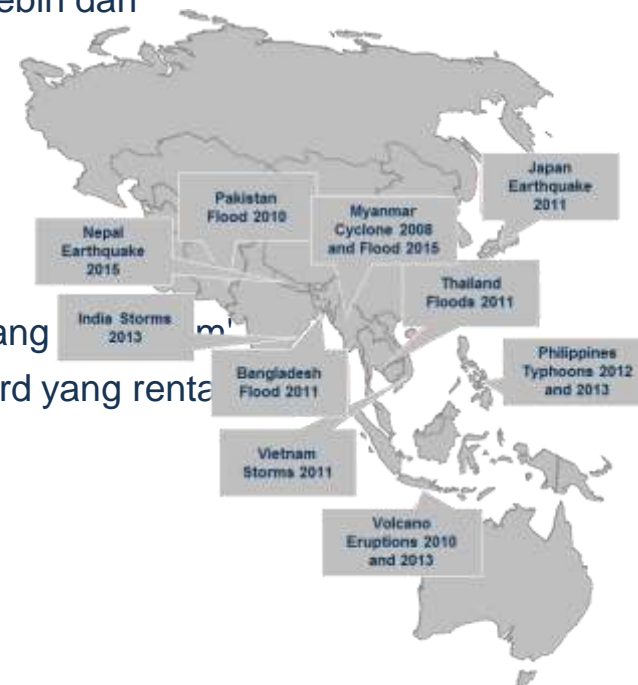 dan
Japan
Earthquake
2011
Pakistan
Flood 2010
Myanmar
Cyclone 2008
and Flood 2015
Nepal
Earthquake
2015
Thailand
Floods 2011
India Storms
2013
ang
rd yang
Philippines
Typhoons 2012
and 2013
Bangladesh
Flood 2011
Vietnam
Storms 2011
Volcano
Eruptions 2010
and 2013